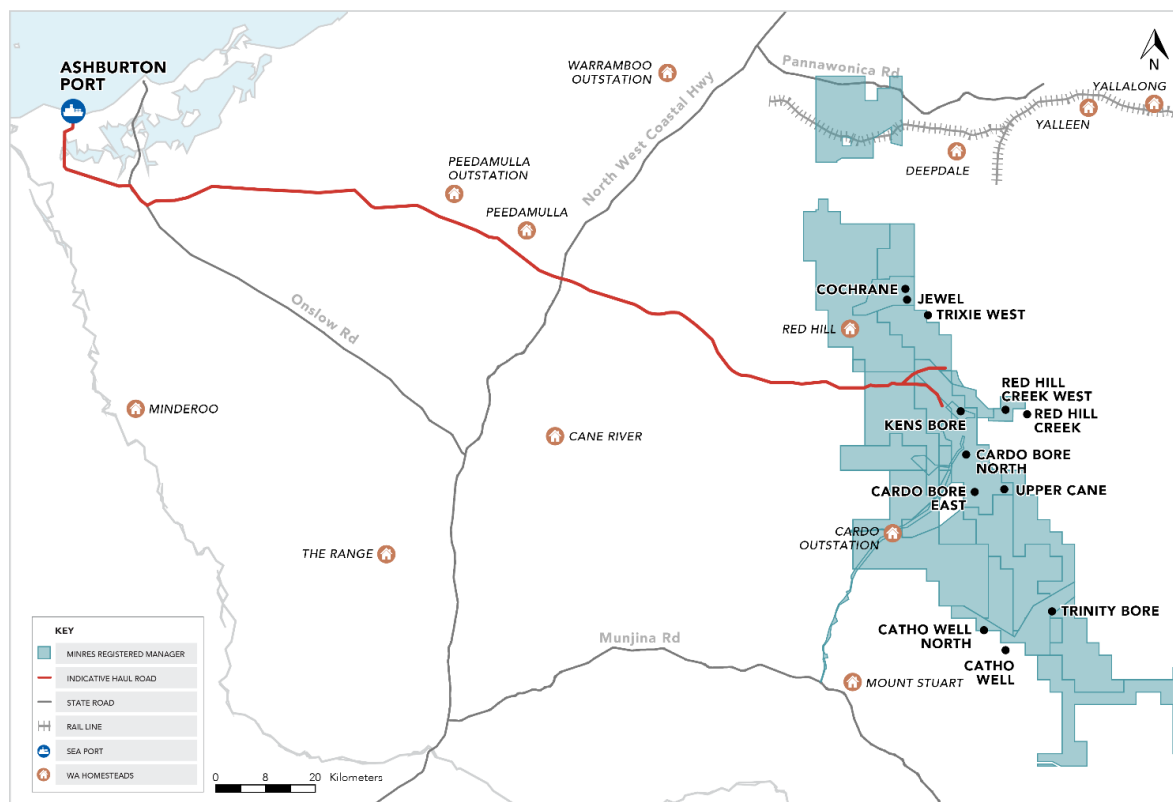 ASHBURTON
PORT
WARRAMBOO
OUTSTATION
Pannawonica Rd
N
YALLALONG
YALLEEN
DEEPDALE
North West Coastal Hwy
PEEDAMULLA
OUTSTATION
PEEDAMULLA
COCHRANE
JEWEL
TRIXIE WEST
Onslow Rd
RED HILL
MINDEROO
RED HILL
CREEK WEST
KENS BORE
RED HILL
CREEK
CANE RIVER
CARDO BORE
NORTH
CARDO BORE
EAST
UPPER CANE
CARDO
OUTSTATION
THE RANGE
TRINITY BORE
Munjina Rd
CATHO WELL
NORTH
CATHO
WELL
MOUNT STUART
KEY
MINRES REGISTERED MANAGER
INDICATIVE HAUL ROAD
STATE ROAD
RAIL LINE
SEA PORT
WA HOMESTEADS
0 8 12 20 Kilometers